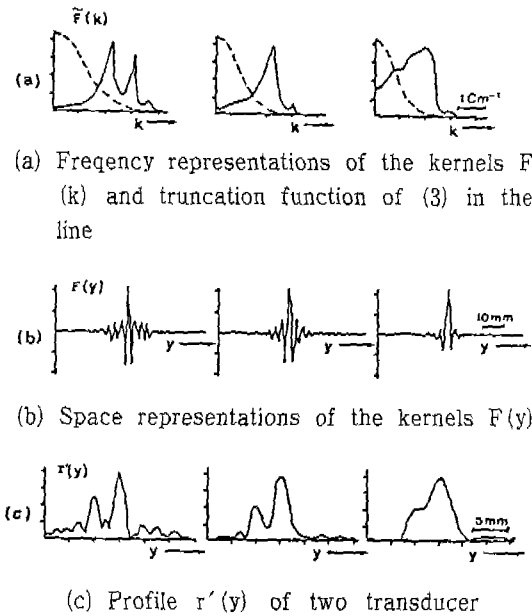 F̃(k)
(a)
1Cm⁻¹
k k k
(a) Freqency representations of the kernels F
(k) and truncation function of (3) in the
line
F(y)
(b)
10mm
y y y
(b) Space representations of the kernels F(y)
r'(y)
(c)
5mm
y y y
(c) Profile r′(y) of two transducer